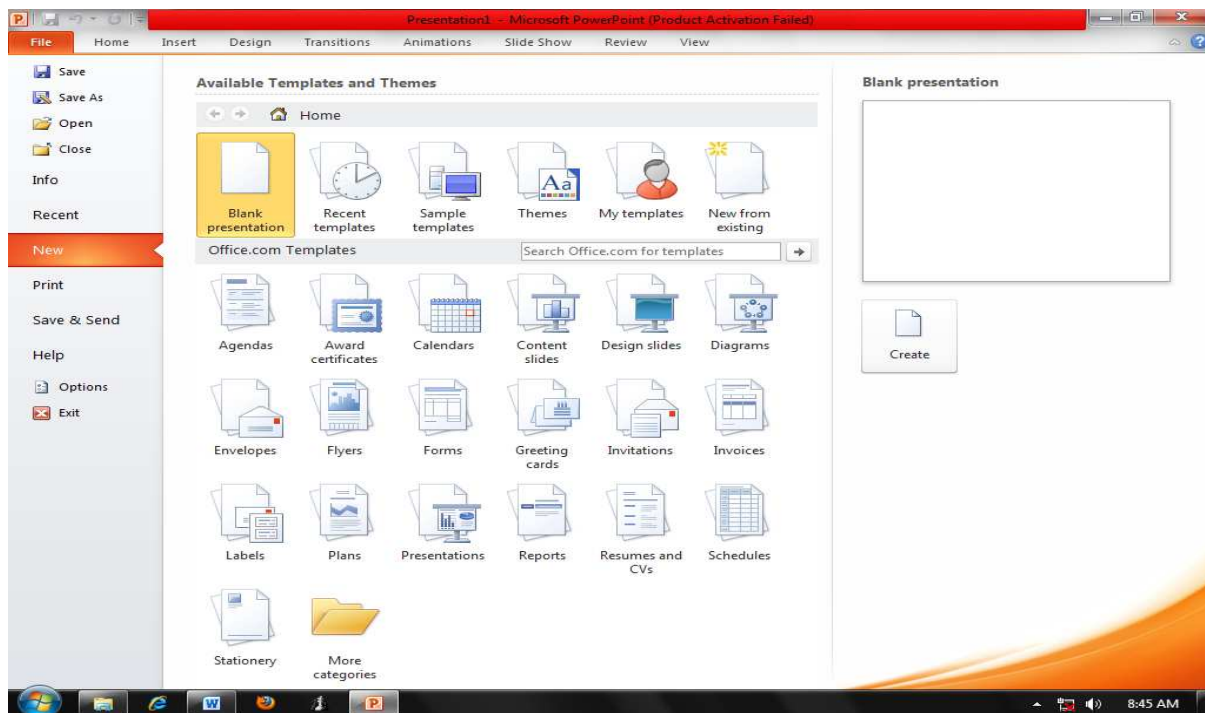 Presentation1 - Microsoft PowerPoint (Product Activation Failed)
File Home Insert Design Transitions Animations Slide Show Review View
Save
Save As
Open
Close
Info
Recent
New
Print
Save & Send
Help
Options
Exit
Available Templates and Themes
Home
Blank presentation
Recent templates
Sample templates
Themes
My templates
New from existing
Office.com Templates
Search Office.com for templates
Agendas
Award certificates
Calendars
Content slides
Design slides
Diagrams
Envelopes
Flyers
Forms
Greeting cards
Invitations
Invoices
Labels
Plans
Presentations
Reports
Resumes and CVs
Schedules
Stationery
More categories
Blank presentation
Create
8:45 AM